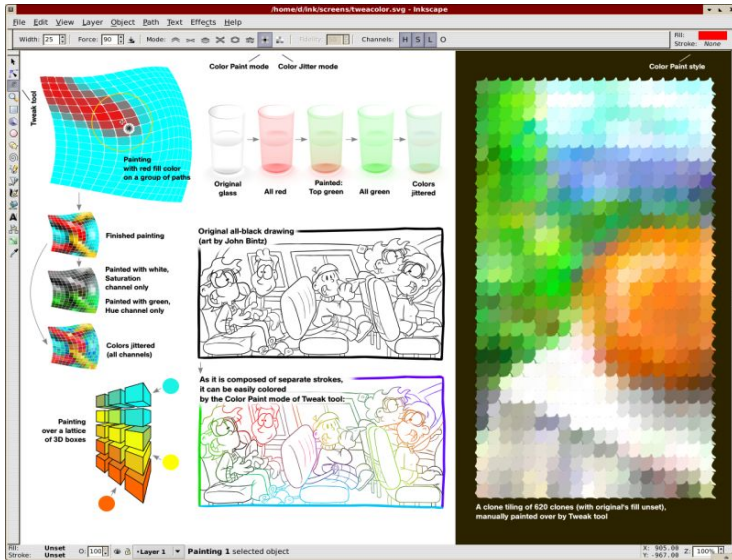 /home/d/ink/screens/tweacolor.svg - Inkscape
File Edit View Layer Object Path Text Effects Help
Width: 25 Force: 90 Mode: Channels: H S L O
Fill:
Stroke: None
Color Paint mode
Color Jitter mode
Color Paint style
Tweak tool
Painting
with red fill color
on a group of paths
Original
glass
All red
Painted:
Top green
All green
Colors
jittered
Finished painting
Painted with white,
Saturation
channel only
Painted with green,
Hue channel only
Colors jittered
(all channels)
Original all-black drawing
(art by John Bintz)
As it is composed of separate strokes,
it can be easily colored
by the Color Paint mode of Tweak tool:
Painting
over a lattice
of 3D boxes
A clone tiling of 620 clones (with original's fill unset),
manually painted over by Tweak tool
Fill: Unset
Stroke: Unset
O: 100
Layer 1
Painting 1 selected object
X: 905.00
Y: -967.00
Z: 100%